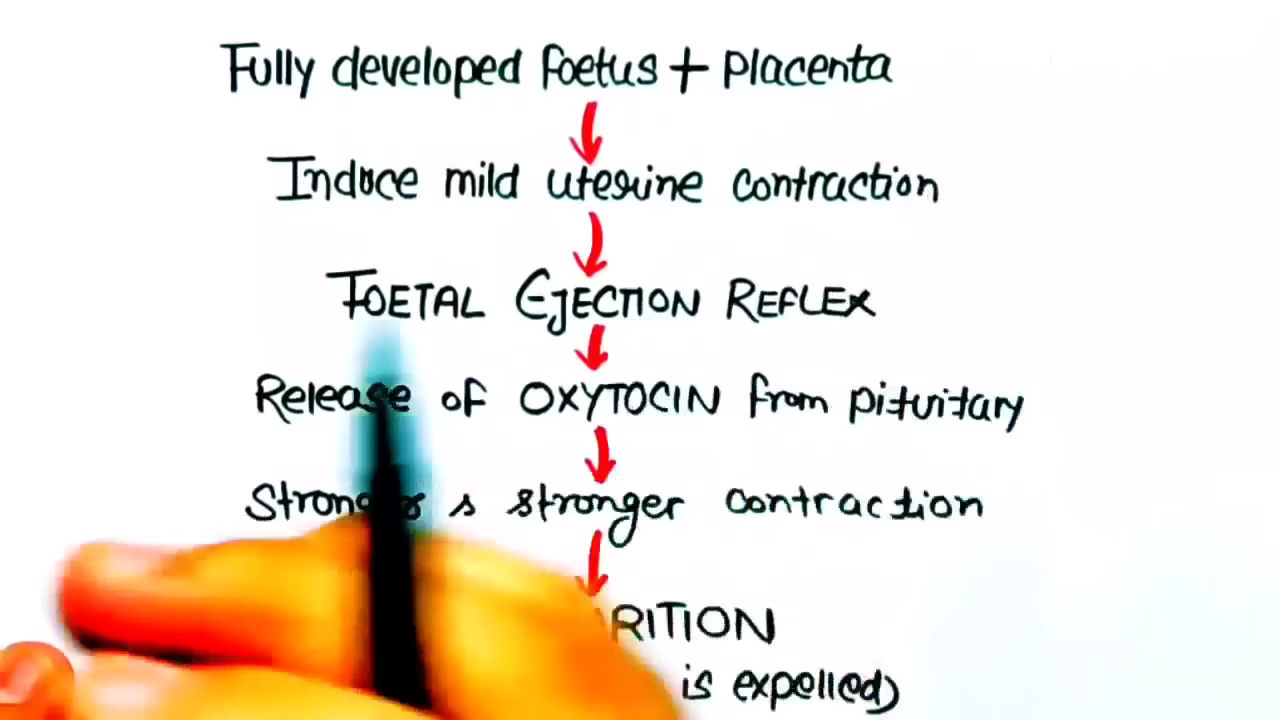 Fully developed foetus + Placenta
Induce mild uterine contraction
FOETAL EJECTION REFLEX
Release of OXYTOCIN from pituitary
stronger contraction
RITION
is expelled)